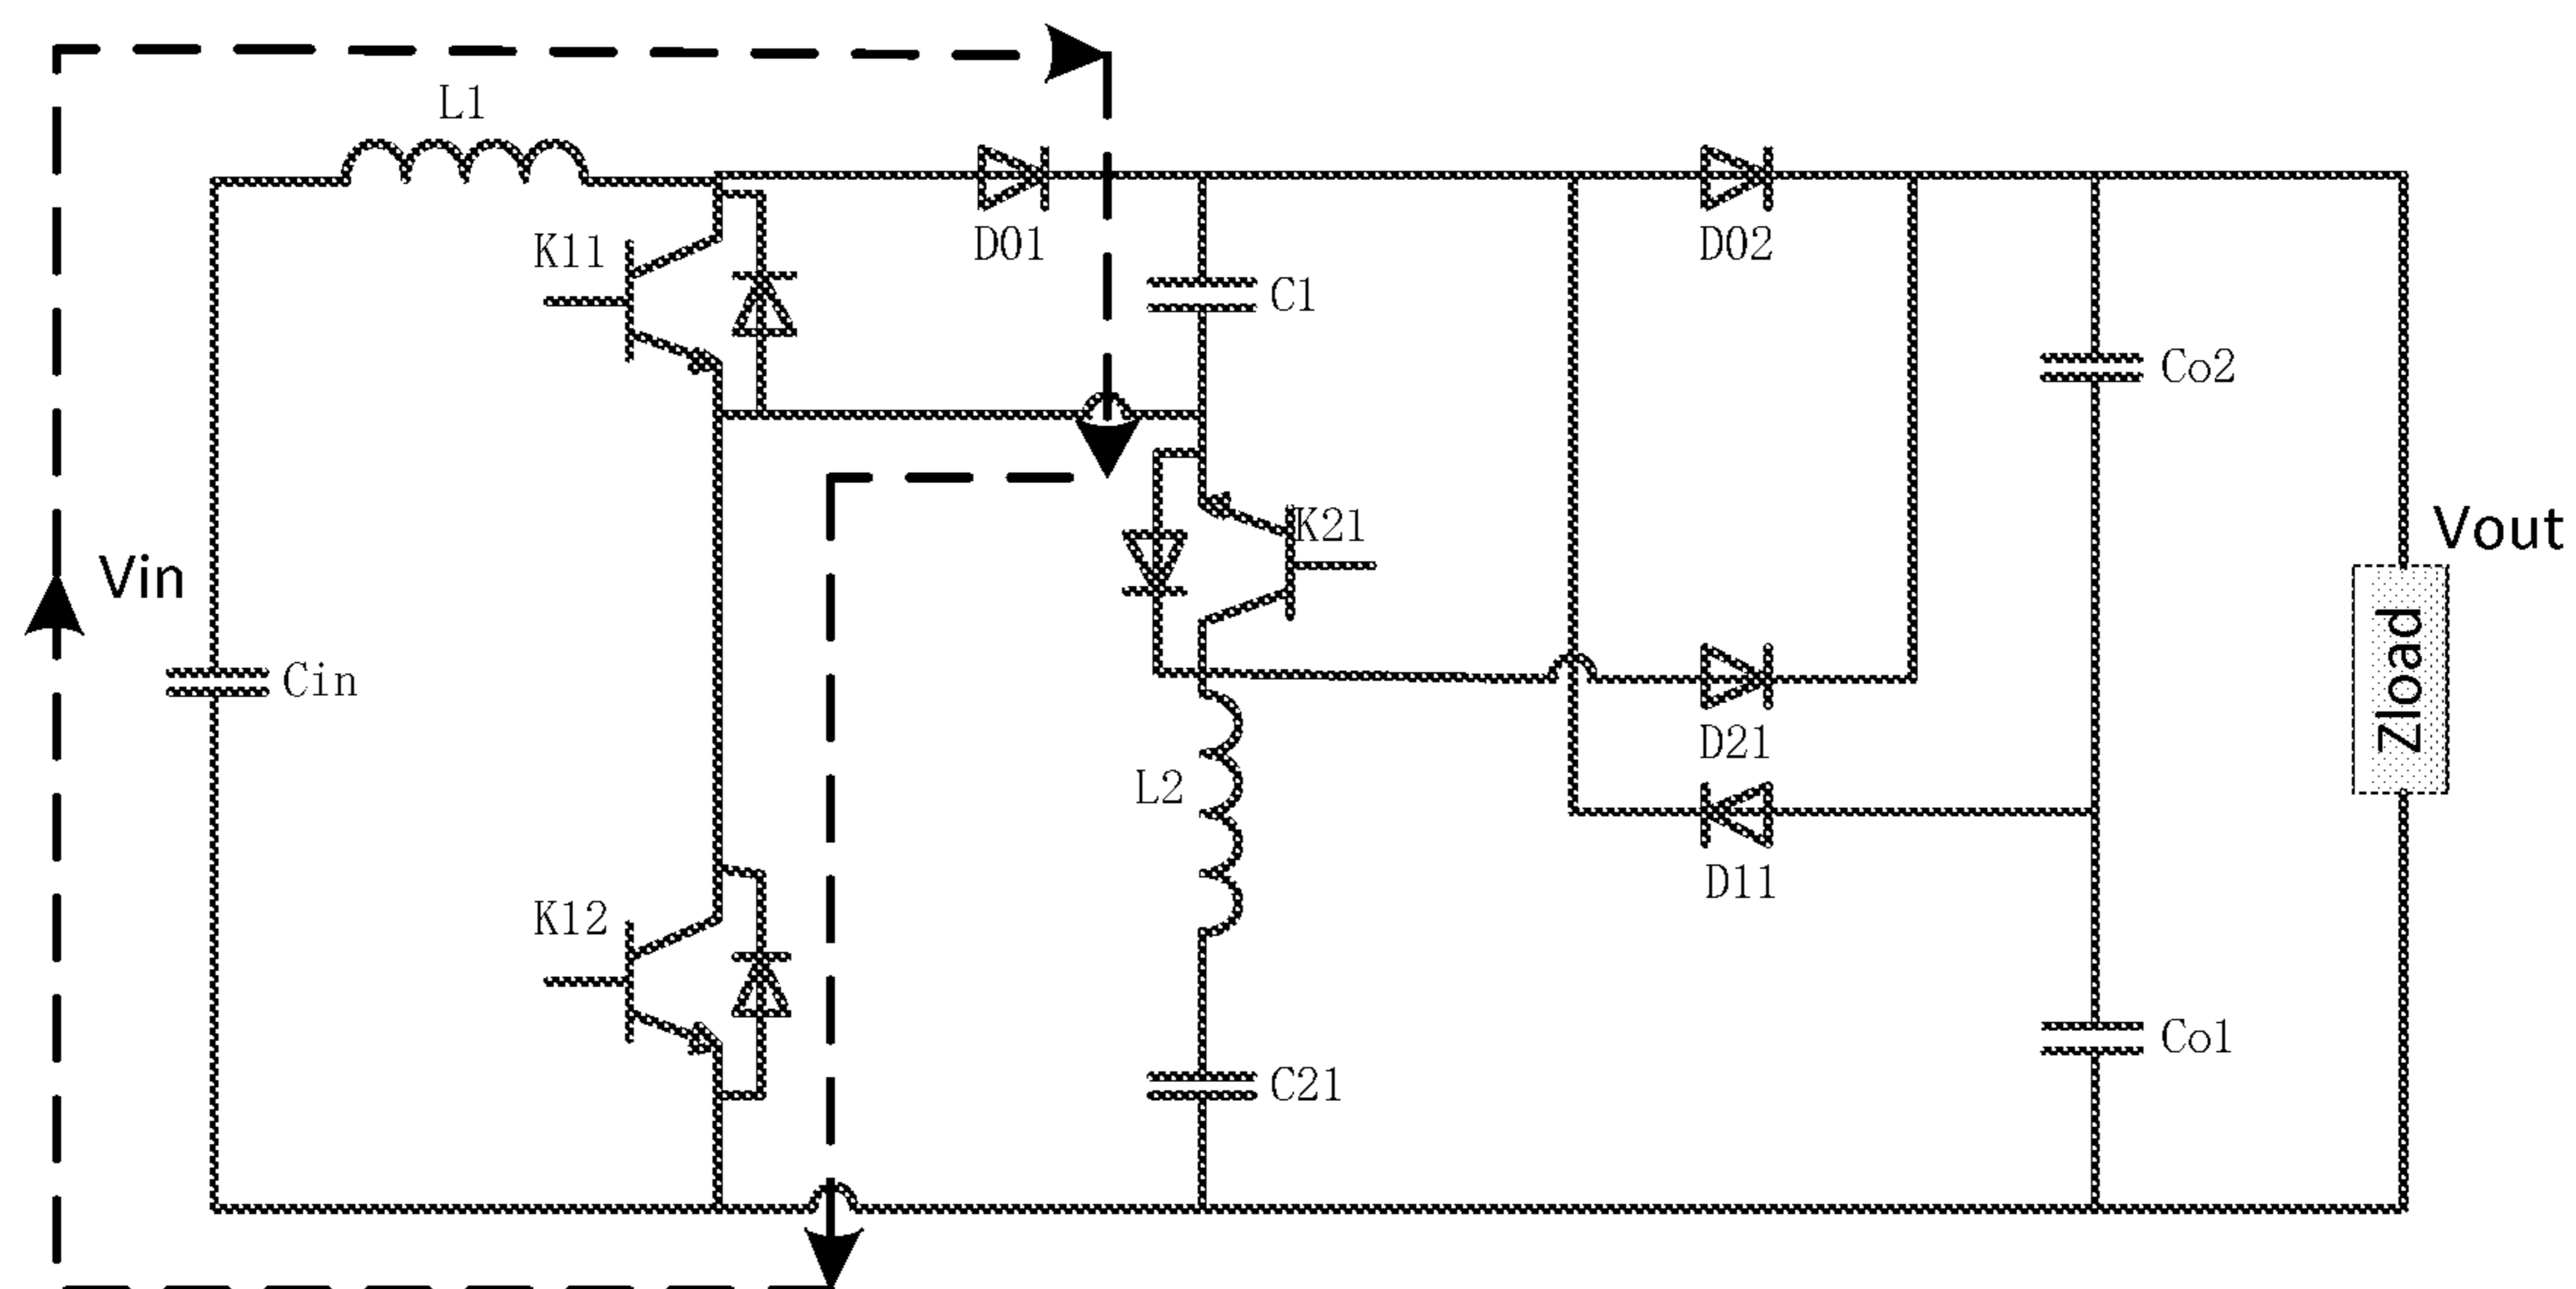 L1
K11
D01
D02
C1
Co2
K21
Vout
Vin
Zload
Cin
D21
L2
D11
K12
Co1
C21